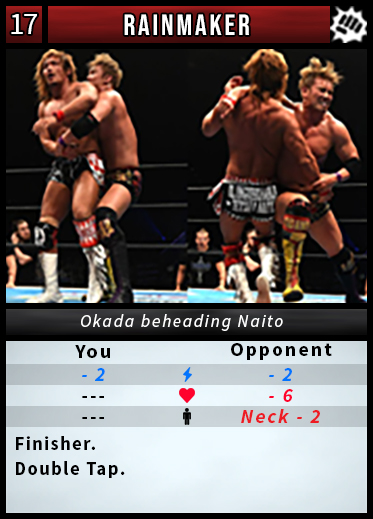 17 RAINMAKER
Okada beheading Naito
You Opponent
- 2 - 2
--- - 6
--- Neck - 2
Finisher.
Double Tap.